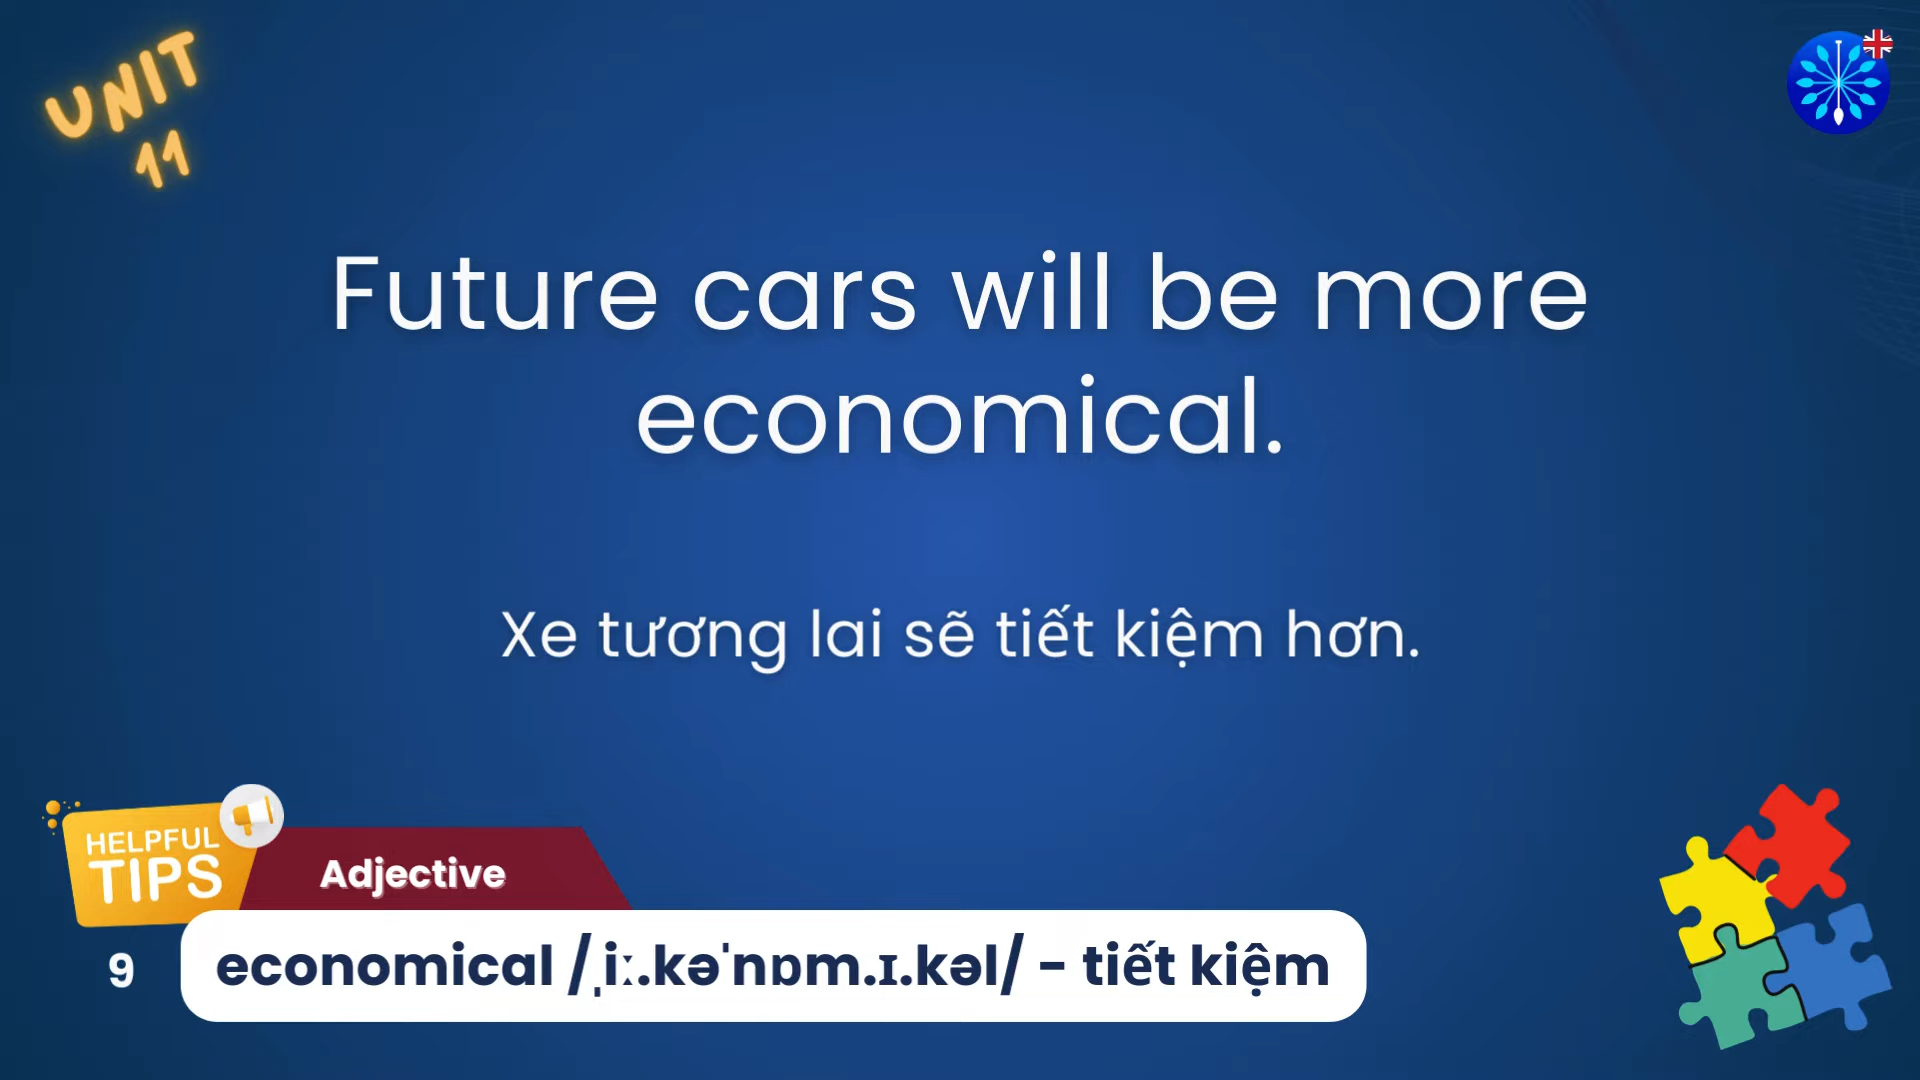 UNIT
11
Future cars will be more
economical.
Xe tương lai sẽ tiết kiệm hơn.
HELPFUL
TIPS
Adjective
9
economical /ˌiː.kəˈnɒm.ɪ.kəl/ - tiết kiệm